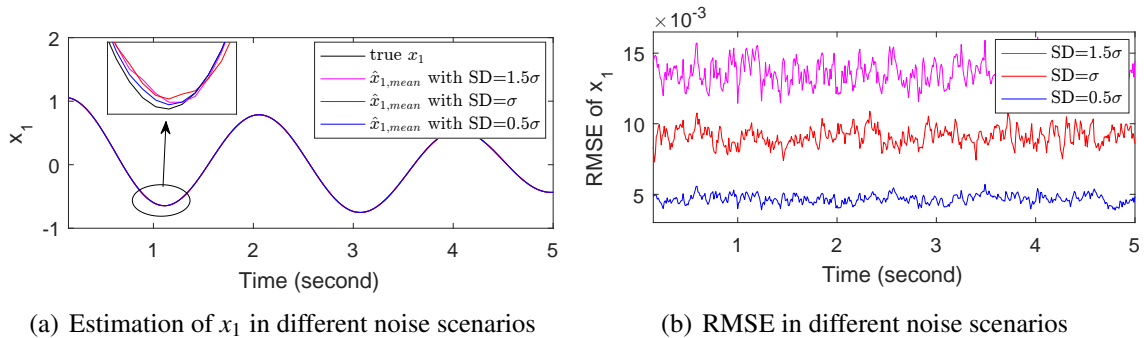 2
1
0
-1
x1
1
2
3
4
5
Time (second)
true x1
x̂1,mean with SD=1.5σ
x̂1,mean with SD=σ
x̂1,mean with SD=0.5σ
(a) Estimation of x1 in different noise scenarios
×10-3
15
10
5
RMSE of x1
1
2
3
4
5
Time (second)
SD=1.5σ
SD=σ
SD=0.5σ
(b) RMSE in different noise scenarios